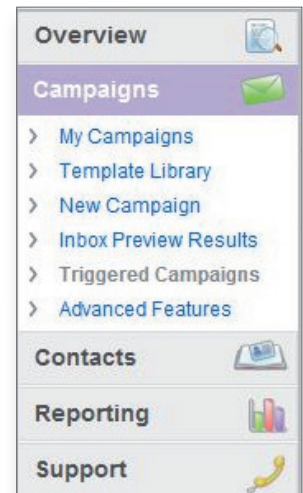 Overview
Campaigns
My Campaigns
Template Library
New Campaign
Inbox Preview Results
Triggered Campaigns
Advanced Features
Contacts
Reporting
Support